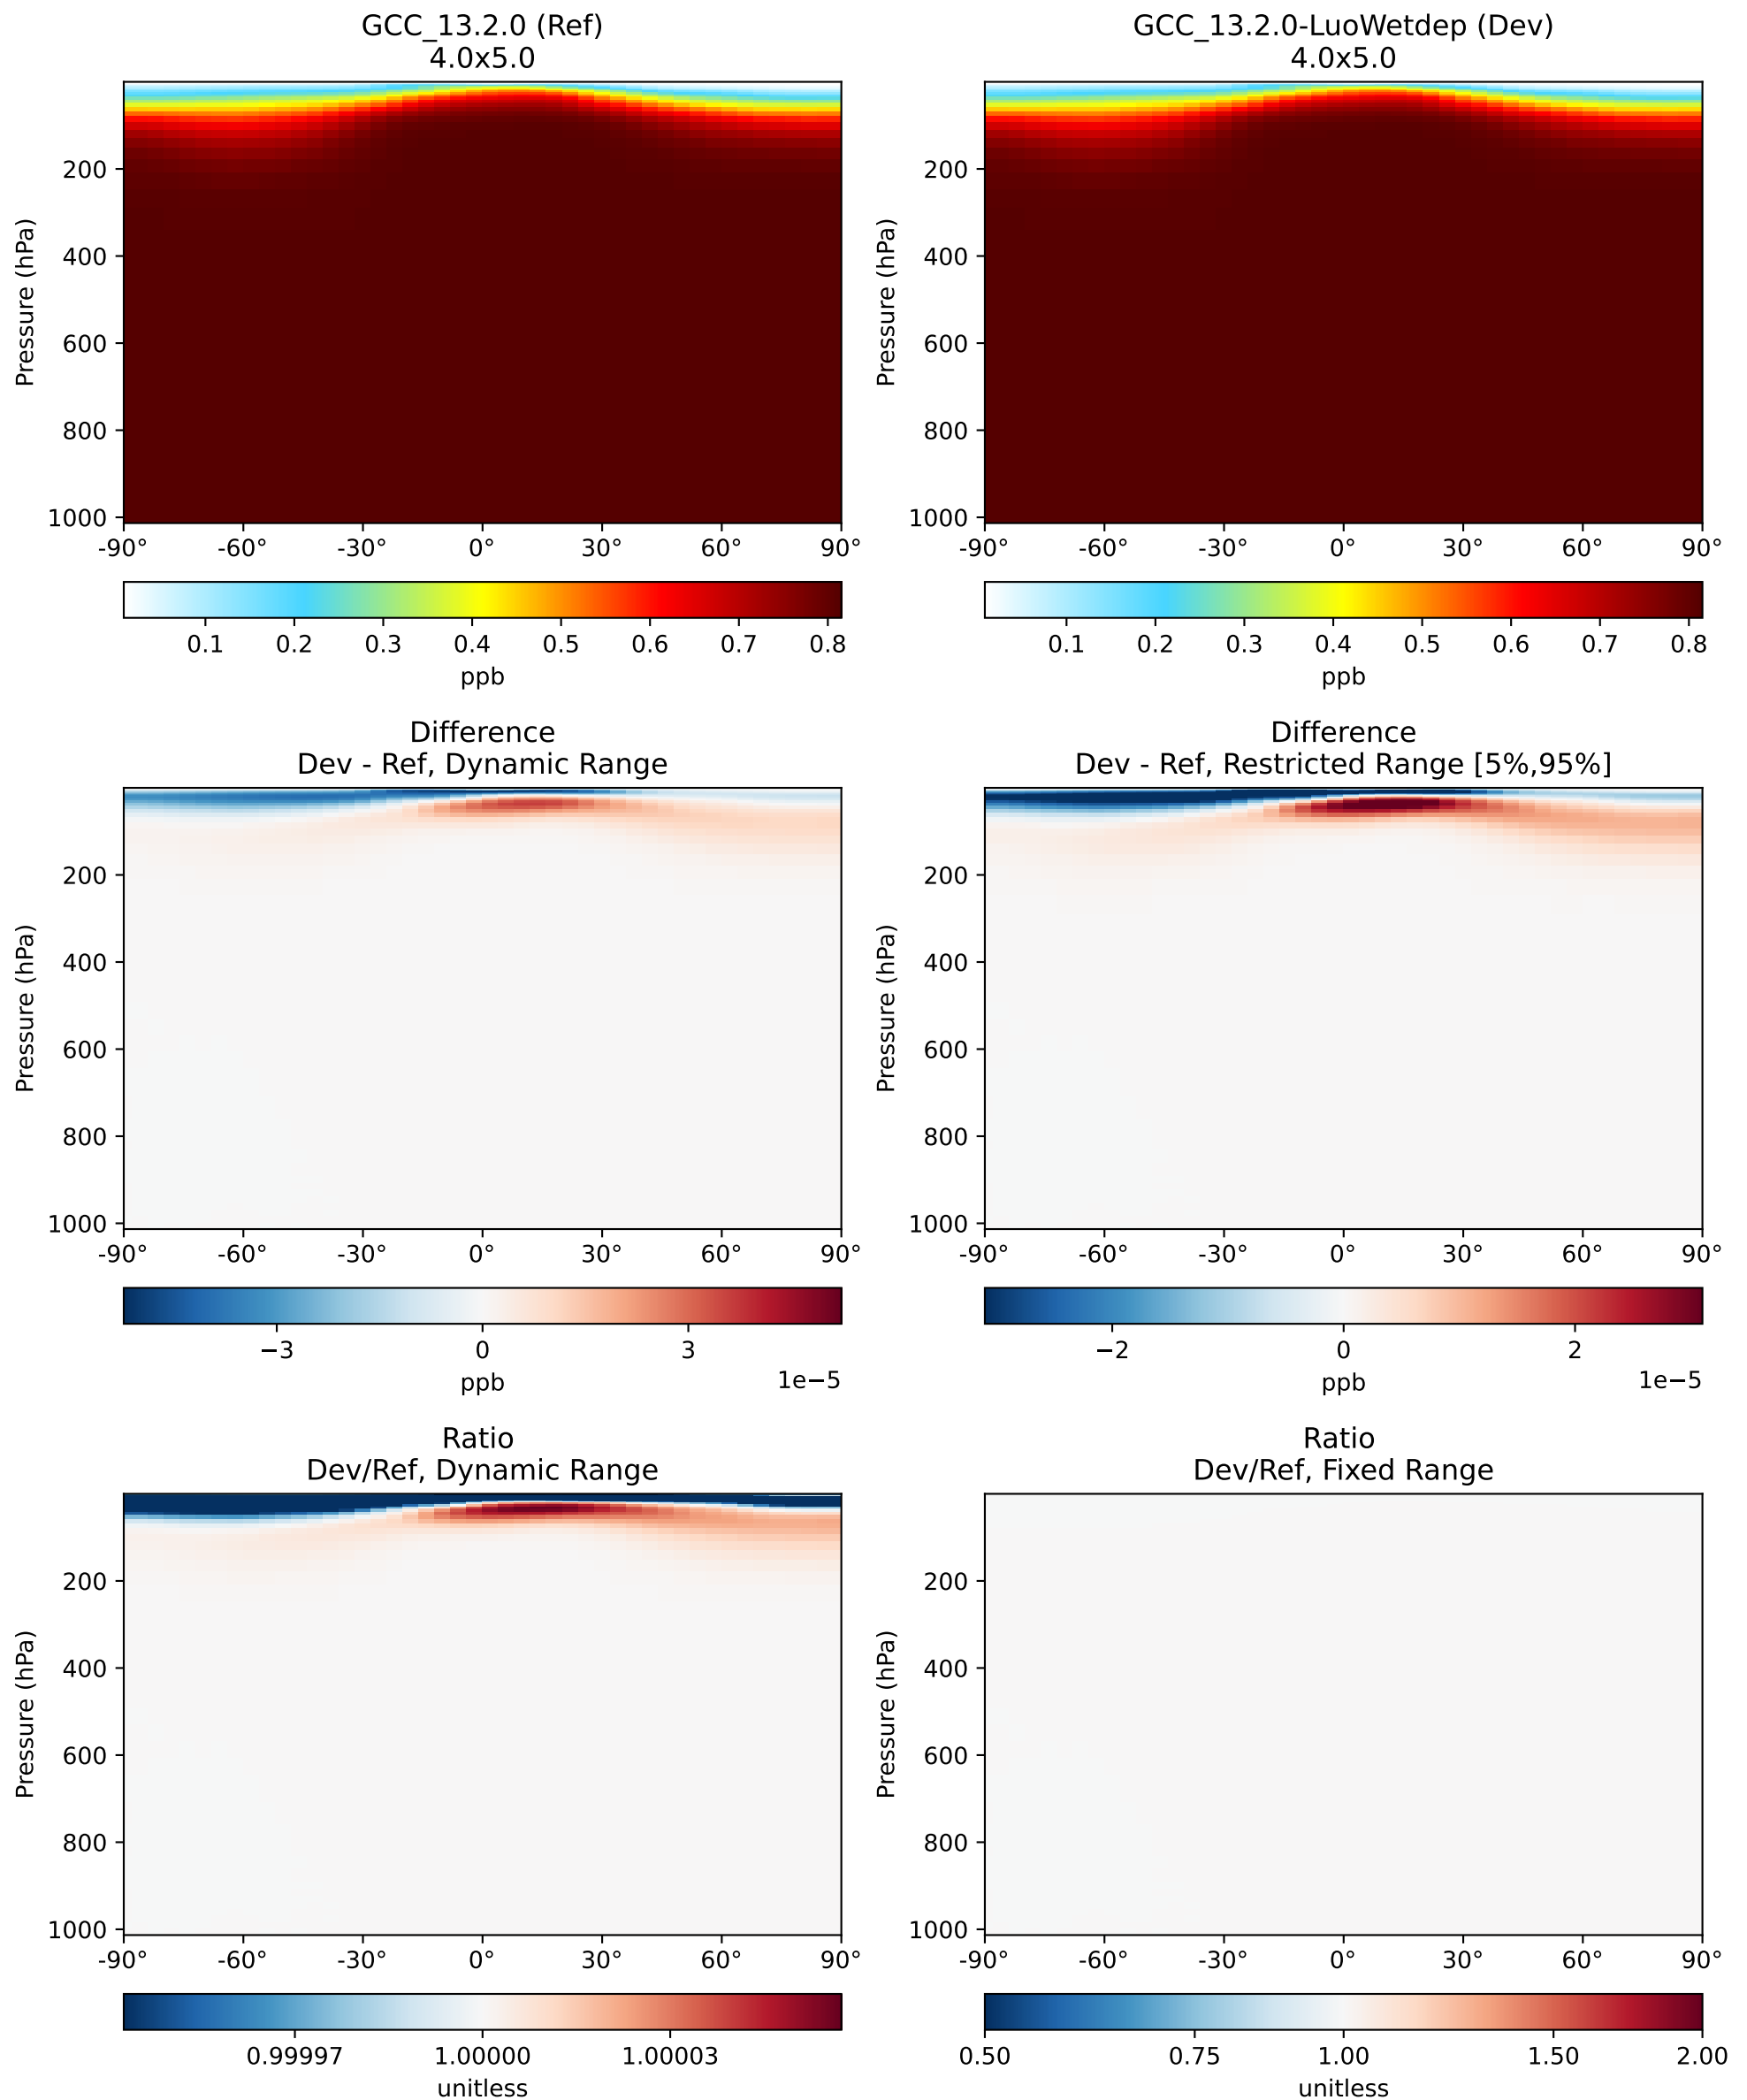 GCC_13.2.0 (Ref)
4.0x5.0
Pressure (hPa)
200
400
600
800
1000
-90° -60° -30° 0° 30° 60° 90°
0.1 0.2 0.3 0.4 0.5 0.6 0.7 0.8
ppb
GCC_13.2.0-LuoWetdep (Dev)
4.0x5.0
Pressure (hPa)
200
400
600
800
1000
-90° -60° -30° 0° 30° 60° 90°
0.1 0.2 0.3 0.4 0.5 0.6 0.7 0.8
ppb
Difference
Dev - Ref, Dynamic Range
Pressure (hPa)
200
400
600
800
1000
-90° -60° -30° 0° 30° 60° 90°
−3 0 3
ppb
1e−5
Difference
Dev - Ref, Restricted Range [5%,95%]
Pressure (hPa)
200
400
600
800
1000
-90° -60° -30° 0° 30° 60° 90°
−2 0 2
ppb
1e−5
Ratio
Dev/Ref, Dynamic Range
Pressure (hPa)
200
400
600
800
1000
-90° -60° -30° 0° 30° 60° 90°
0.99997 1.00000 1.00003
unitless
Ratio
Dev/Ref, Fixed Range
Pressure (hPa)
200
400
600
800
1000
-90° -60° -30° 0° 30° 60° 90°
0.50 0.75 1.00 1.50 2.00
unitless